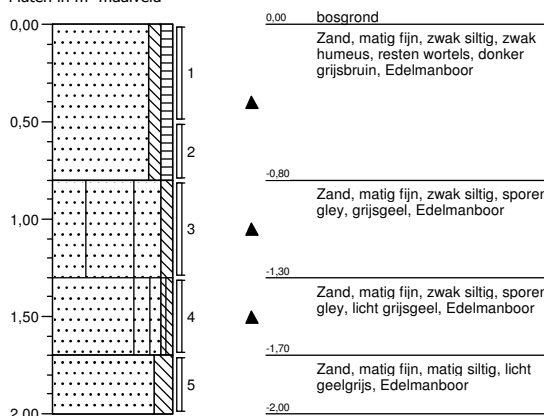 Maten in m- maaiveld
0,00
0,50
1,00
1,50
2,00
1
2
3
4
5
0,00 bosgrond
Zand, matig fijn, zwak siltig, zwak
humeus, resten wortels, donker
grijsbruin, Edelmanboor
-0,80
Zand, matig fijn, zwak siltig, sporen
gley, grijsgeel, Edelmanboor
-1,30
Zand, matig fijn, zwak siltig, sporen
gley, licht grijsgeel, Edelmanboor
-1,70
Zand, matig fijn, matig siltig, licht
geelgrijs, Edelmanboor
-2,00